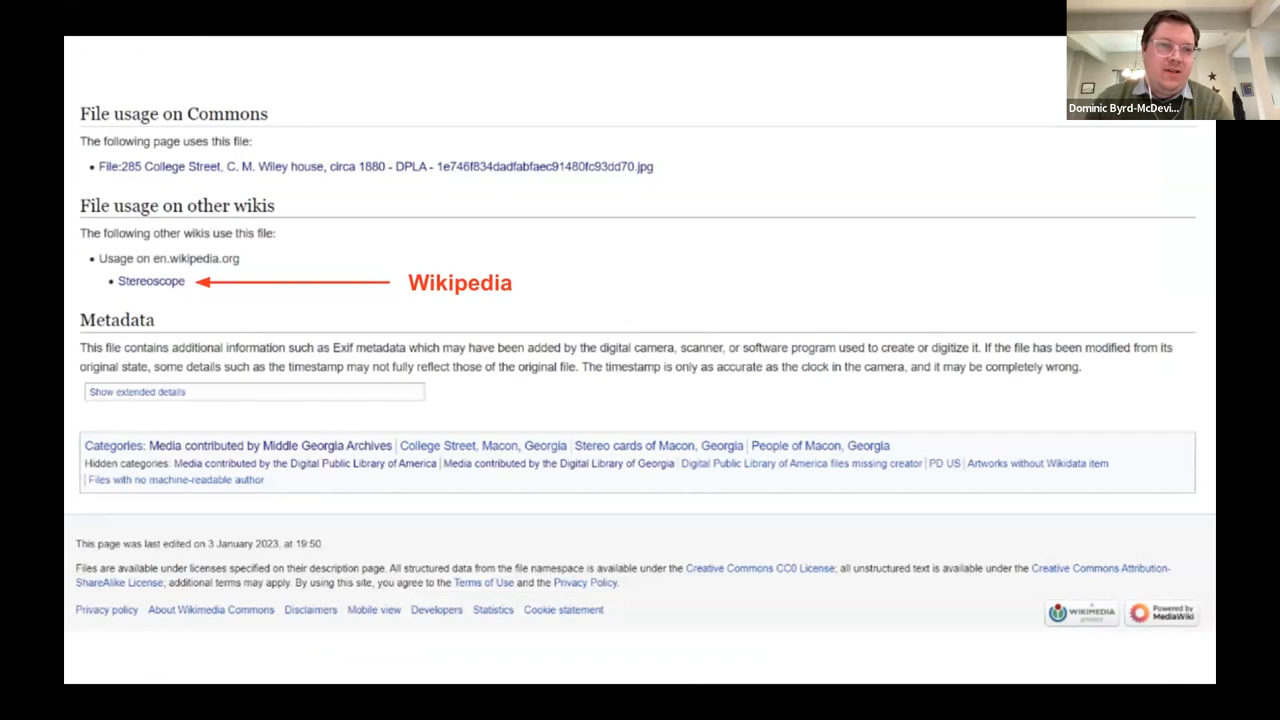 Dominic Byrd-McDevi...
File usage on Commons
The following page uses this file:
• File:285 College Street, C. M. Wiley house, circa 1880 - DPLA - 1e746f834dadfabfaec91480fc93dd70.jpg
File usage on other wikis
The following other wikis use this file:
• Usage on en.wikipedia.org
• Stereoscope
Wikipedia
Metadata
This file contains additional information such as Exif metadata which may have been added by the digital camera, scanner, or software program used to create or digitize it. If the file has been modified from its
original state, some details such as the timestamp may not fully reflect those of the original file. The timestamp is only as accurate as the clock in the camera, and it may be completely wrong.
Show extended details
Categories: Media contributed by Middle Georgia Archives | College Street, Macon, Georgia | Stereo cards of Macon, Georgia | People of Macon, Georgia
Hidden categories: Media contributed by the Digital Public Library of America | Media contributed by the Digital Library of Georgia | Digital Public Library of America files missing creator | PD US | Artworks without Wikidata item
| Files with no machine-readable author
This page was last edited on 3 January 2023, at 19:50.
Files are available under licenses specified on their description page. All structured data from the file namespace is available under the Creative Commons CC0 License; all unstructured text is available under the Creative Commons Attribution-
ShareAlike License; additional terms may apply. By using this site, you agree to the Terms of Use and the Privacy Policy.
Privacy policy About Wikimedia Commons Disclaimers Mobile view Developers Statistics Cookie statement
A
WIKIMEDIA
project
Powered by
MediaWiki